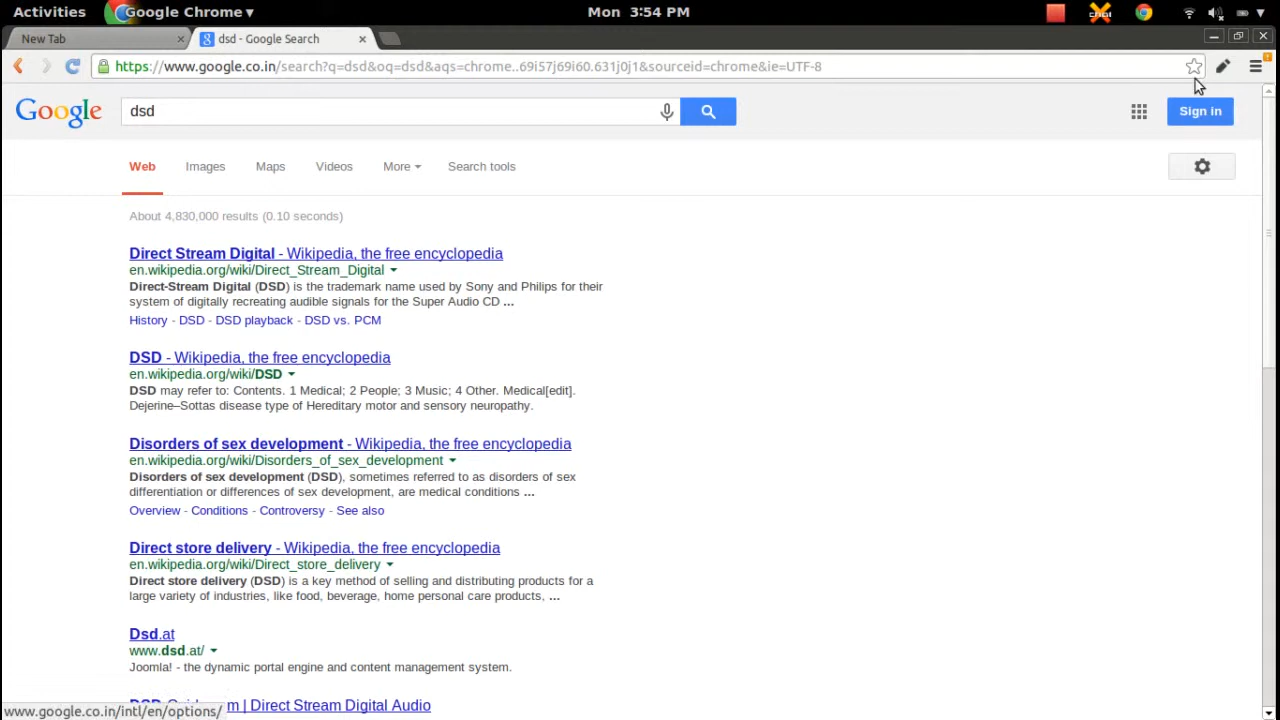 Activities Google Chrome Mon 3:54 PM
New Tab dsd - Google Search
https://www.google.co.in/search?q=dsd&oq=dsd&aqs=chrome..69i57j69i60.631j0j1&sourceid=chrome&ie=UTF-8
Google dsd Sign in
Web Images Maps Videos More Search tools
About 4,830,000 results (0.10 seconds)
Direct Stream Digital - Wikipedia, the free encyclopedia
en.wikipedia.org/wiki/Direct_Stream_Digital
Direct-Stream Digital (DSD) is the trademark name used by Sony and Philips for their
system of digitally recreating audible signals for the Super Audio CD ...
History - DSD - DSD playback - DSD vs. PCM
DSD - Wikipedia, the free encyclopedia
en.wikipedia.org/wiki/DSD
DSD may refer to: Contents. 1 Medical; 2 People; 3 Music; 4 Other. Medical[edit].
Dejerine–Sottas disease type of Hereditary motor and sensory neuropathy.
Disorders of sex development - Wikipedia, the free encyclopedia
en.wikipedia.org/wiki/Disorders_of_sex_development
Disorders of sex development (DSD), sometimes referred to as disorders of sex
differentiation or differences of sex development, are medical conditions ...
Overview - Conditions - Controversy - See also
Direct store delivery - Wikipedia, the free encyclopedia
en.wikipedia.org/wiki/Direct_store_delivery
Direct store delivery (DSD) is a key method of selling and distributing products for a
large variety of industries, like food, beverage, home personal care products, ...
Dsd.at
www.dsd.at/
Joomla! - the dynamic portal engine and content management system.
| Direct Stream Digital Audio
www.google.co.in/intl/en/options/